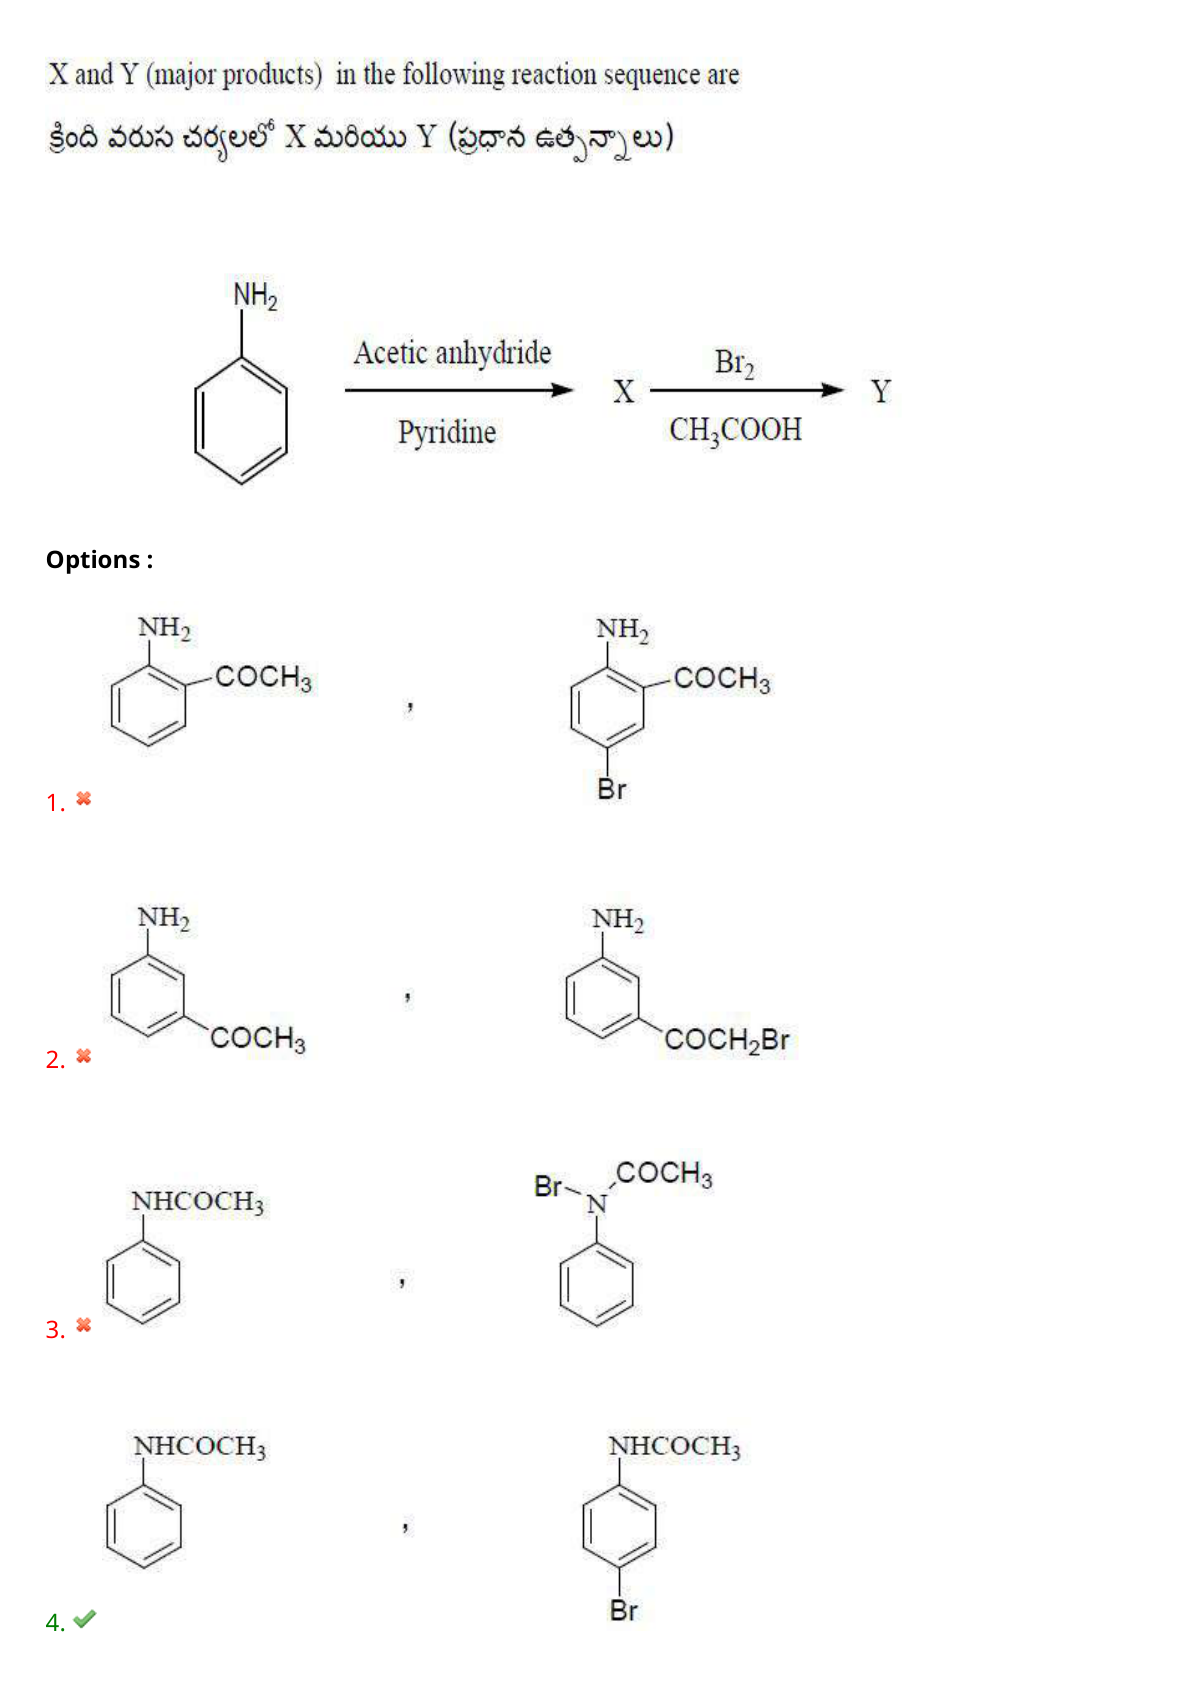 X and Y (major products) in the following reaction sequence are
క్రింది వరుస చర్యలలో X మరియు Y (ప్రధాన ఉత్పన్నాలు)
NH2
Acetic anhydride
Pyridine
X
Br2
CH3COOH
Y
Options :
NH2
COCH3
,
NH2
COCH3
Br
1.
NH2
COCH3
,
NH2
COCH2Br
2.
NHCOCH3
,
Br
N
COCH3
3.
NHCOCH3
,
NHCOCH3
Br
4.